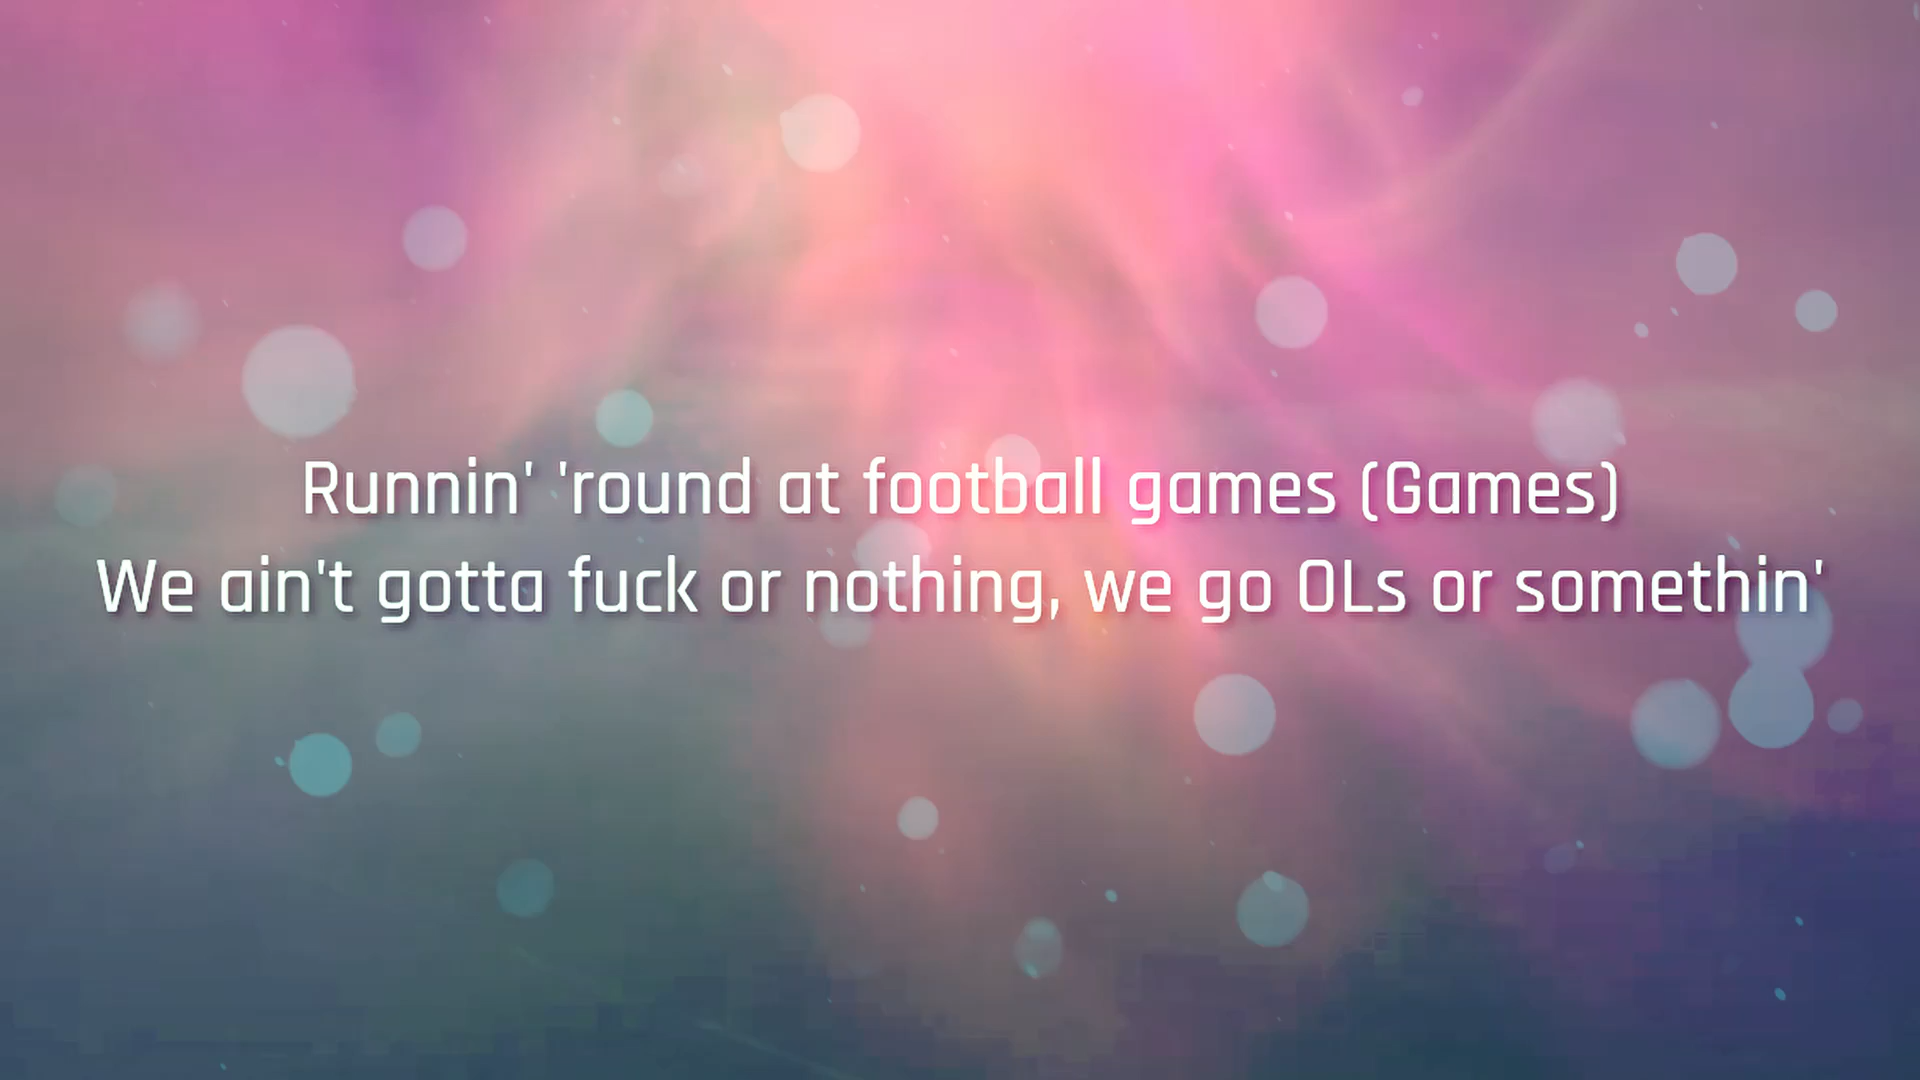 Runnin' 'round at football games (Games)
We ain't gotta fuck or nothing, we go OLs or somethin'